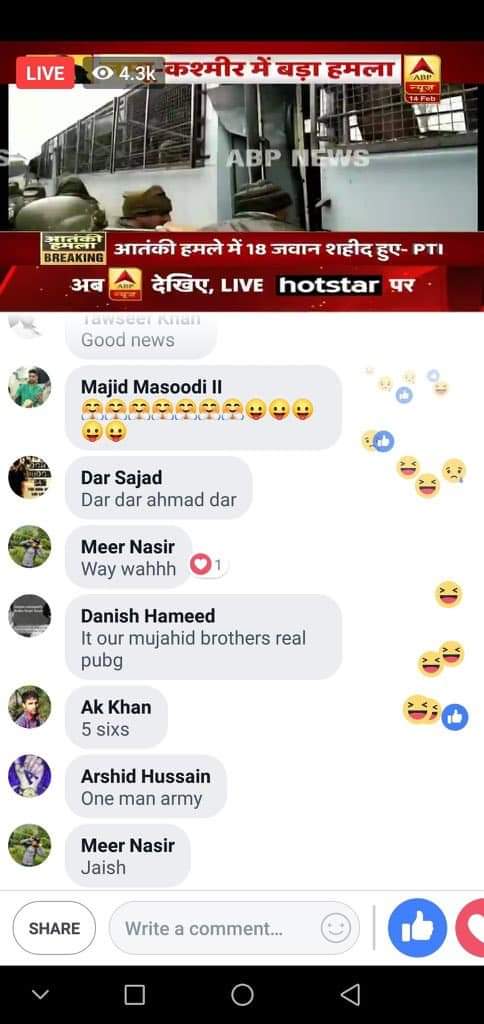 LIVE
4.3k
-कश्मीर में बड़ा हमला
ABP
न्यूज़
14 Feb
ABP NEWS
आतंकी
हमला
BREAKING
आतंकी हमले में 18 जवान शहीद हुए- PTI
अब ABP न्यूज़ देखिए, LIVE hotstar पर
Tawseef Khan
Good news
Majid Masoodi II
🤗🤗🤗🤗🤗🤗😛😛😛
😛😛
Dar Sajad
Dar dar ahmad dar
Meer Nasir
Way wahhh
1
Danish Hameed
It our mujahid brothers real
pubg
Ak Khan
5 sixs
Arshid Hussain
One man army
Meer Nasir
Jaish
SHARE
Write a comment...